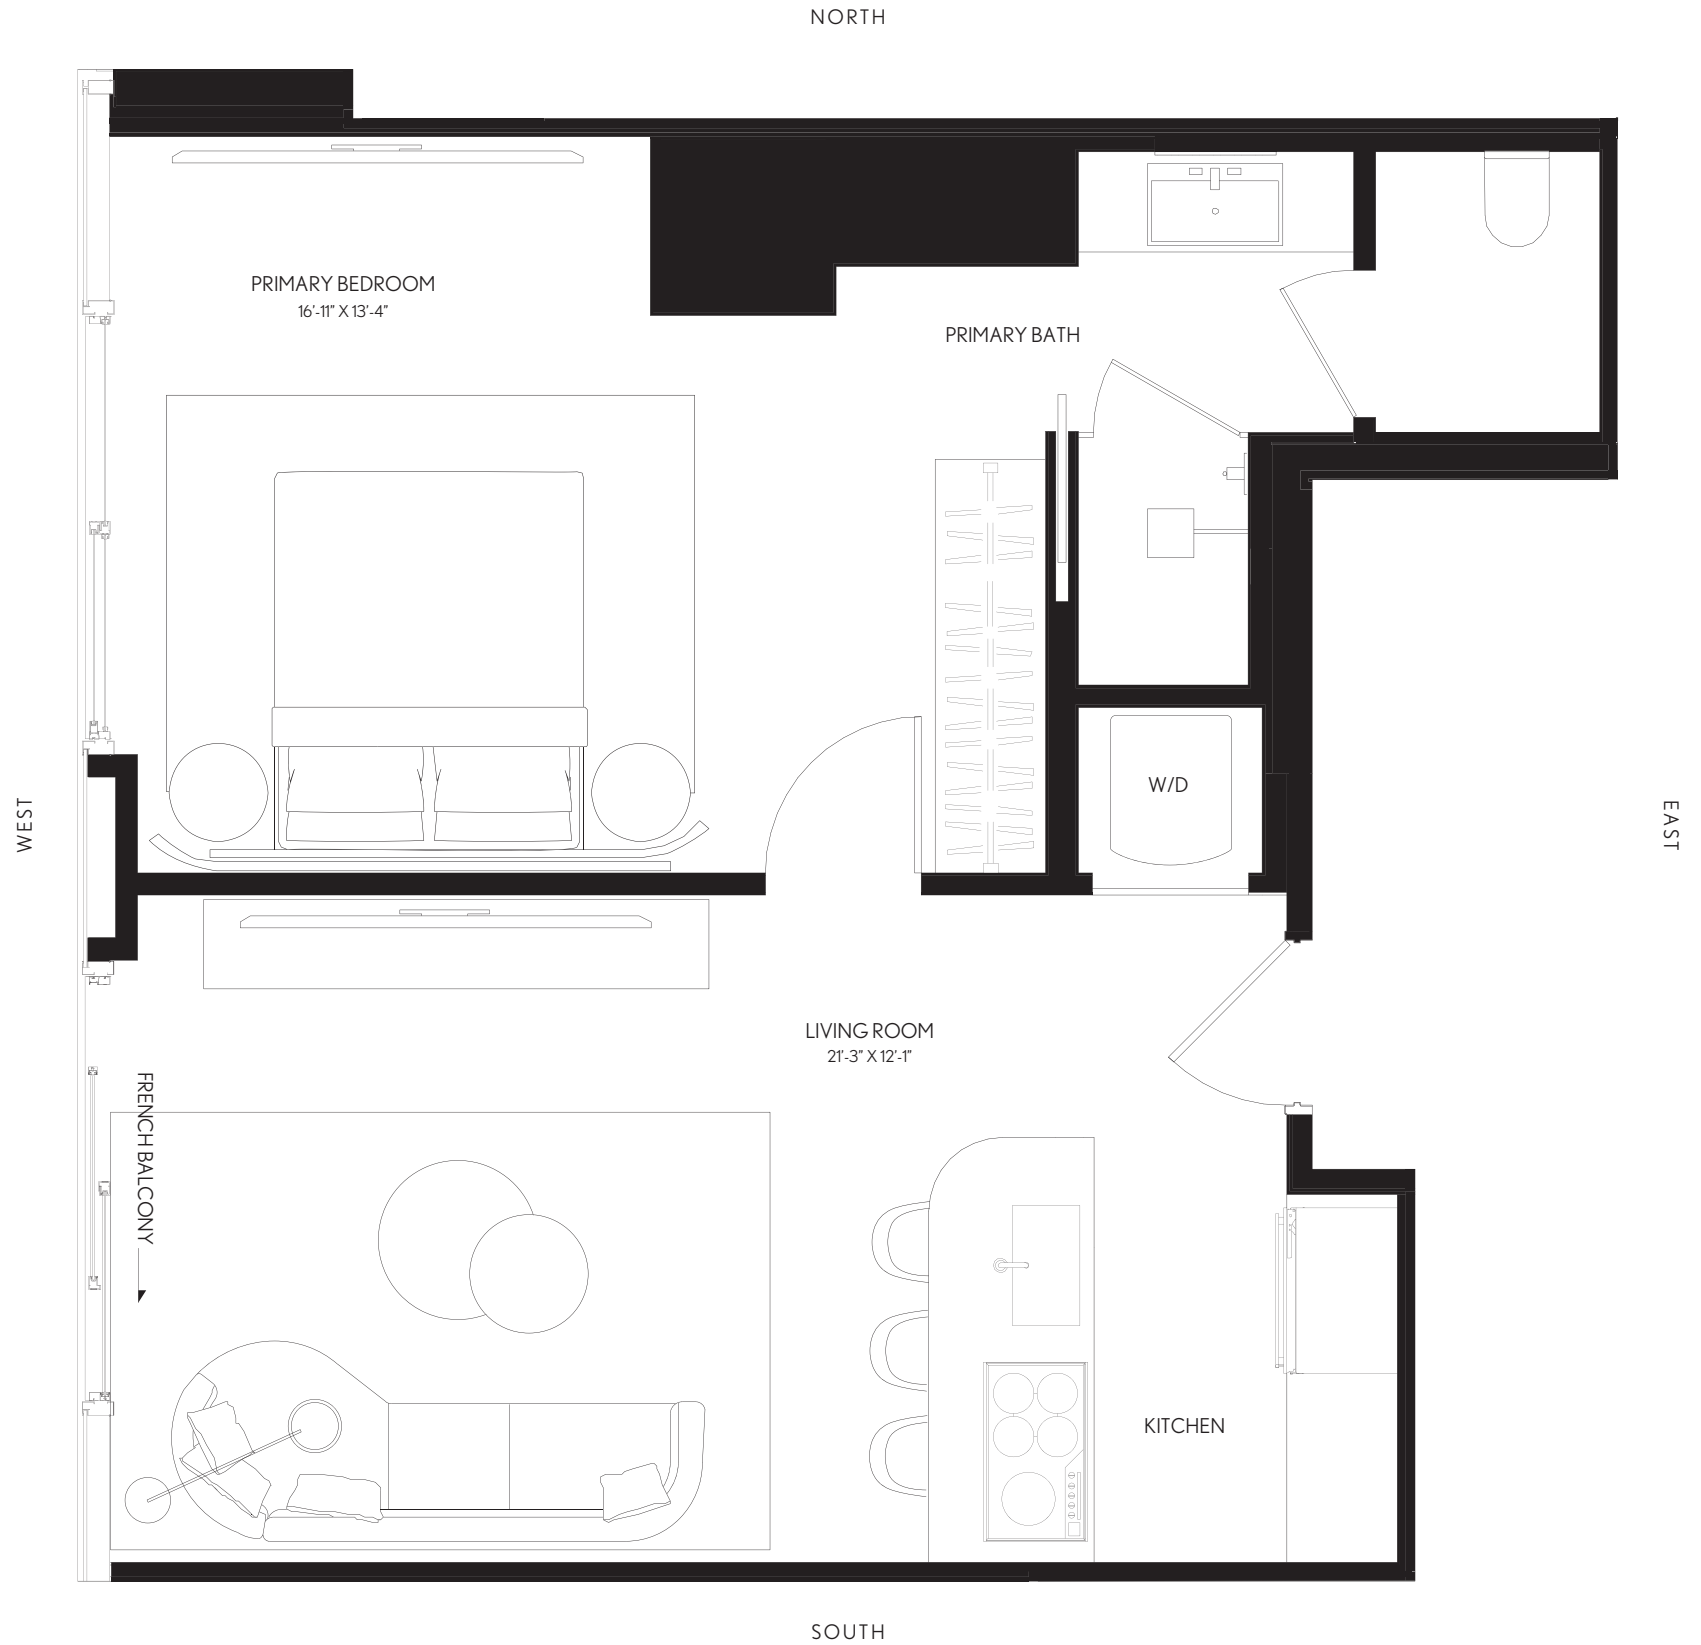 NORTH
PRIMARY BEDROOM
16'-11" X 13'-4"
PRIMARY BATH
WEST
W/D
EAST
LIVING ROOM
21'-3" X 12'-1"
FRENCH BALCONY
KITCHEN
SOUTH